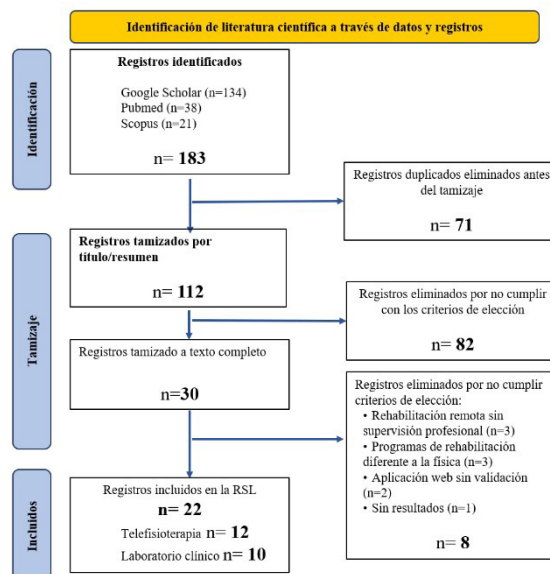 Identificación de literatura científica a través de datos y registros
Identificación
Registros identificados
Google Scholar (n=134)
Pubmed (n=38)
Scopus (n=21)
n= 183
Registros duplicados eliminados antes
del tamizaje
n= 71
Tamizaje
Registros tamizados por
título/resumen
n= 112
Registros eliminados por no cumplir
con los criterios de elección
n= 82
Registros tamizado a texto completo
n=30
Registros eliminados por no cumplir
criterios de elección:
• Rehabilitación remota sin
supervisión profesional (n=3)
• Programas de rehabilitación
diferente a la física (n=3)
• Aplicación web sin validación
(n=2)
• Sin resultados (n=1)
n= 8
Incluidos
Registros incluidos en la RSL
n= 22
Telefisioterapia n= 12
Laboratorio clínico n= 10